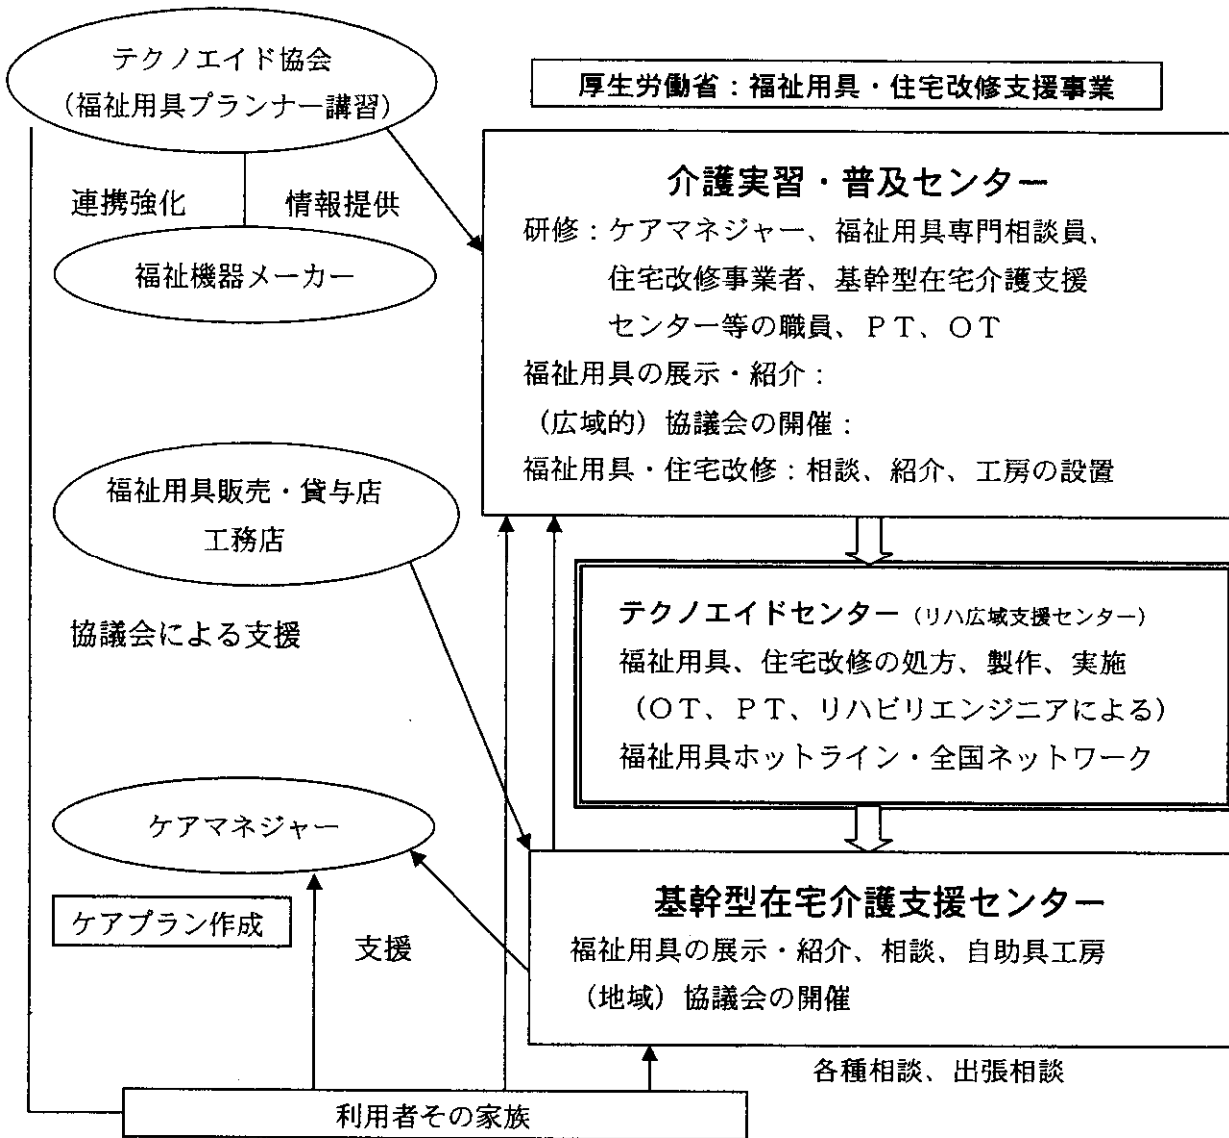 テクノエイド協会
(福祉用具プランナー講習)
厚生労働省：福祉用具・住宅改修支援事業
連携強化
情報提供
福祉機器メーカー
介護実習・普及センター
研修：ケアマネジャー、福祉用具専門相談員、
住宅改修事業者、基幹型在宅介護支援
センター等の職員、ＰＴ、ＯＴ
福祉用具の展示・紹介：
（広域的）協議会の開催：
福祉用具・住宅改修：相談、紹介、工房の設置
福祉用具販売・貸与店
工務店
協議会による支援
テクノエイドセンター（リハ広域支援センター）
福祉用具、住宅改修の処方、製作、実施
（ＯＴ、ＰＴ、リハビリエンジニアによる）
福祉用具ホットライン・全国ネットワーク
ケアマネジャー
ケアプラン作成
支援
基幹型在宅介護支援センター
福祉用具の展示・紹介、相談、自助具工房
（地域）協議会の開催
各種相談、出張相談
利用者その家族